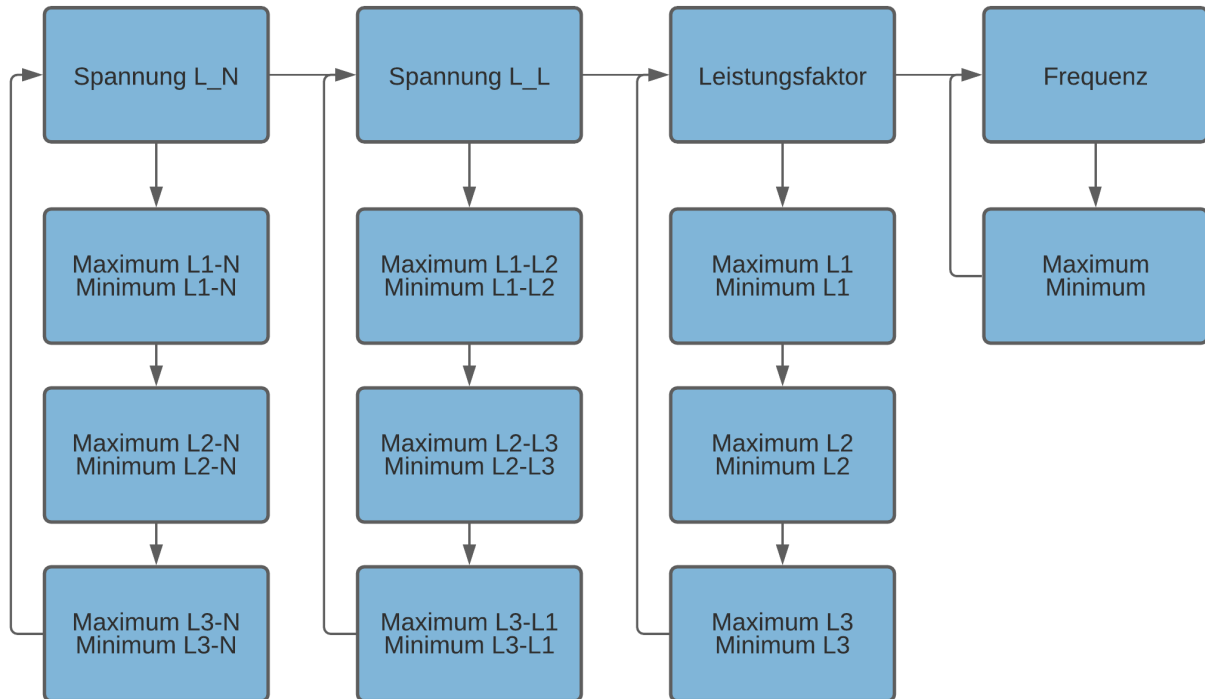 Spannung L_N
Spannung L_L
Leistungsfaktor
Frequenz
Maximum L1-N
Minimum L1-N
Maximum L1-L2
Minimum L1-L2
Maximum L1
Minimum L1
Maximum
Minimum
Maximum L2-N
Minimum L2-N
Maximum L2-L3
Minimum L2-L3
Maximum L2
Minimum L2
Maximum L3-N
Minimum L3-N
Maximum L3-L1
Minimum L3-L1
Maximum L3
Minimum L3